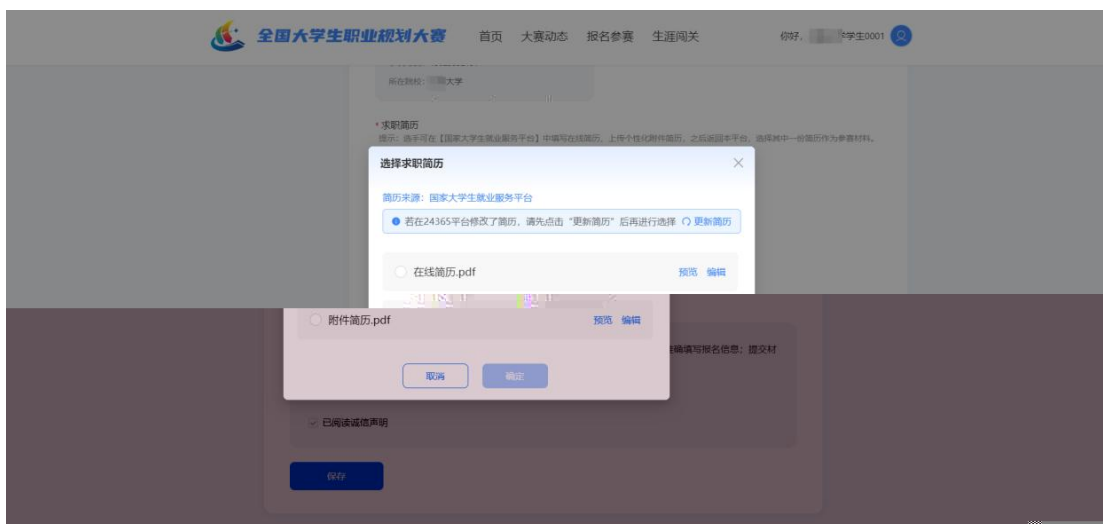 全国大学生职业规划大赛 首页 大赛动态 报名参赛 生涯闯关 你好, 学生0001
所在院校: 大学
*求职简历
提示: 选手可在【国家大学生就业服务平台】中填写在线简历, 上传个性化附件简历, 之后返回本平台, 选择其中一份简历作为参赛材料。
选择求职简历
简历来源: 国家大学生就业服务平台
若在24365平台修改了简历, 请先点击“更新简历”后再进行选择 更新简历
在线简历.pdf 预览 编辑
附件简历.pdf 预览 编辑
准确填写报名信息; 提交材
取消 确定
已阅读诚信声明
保存